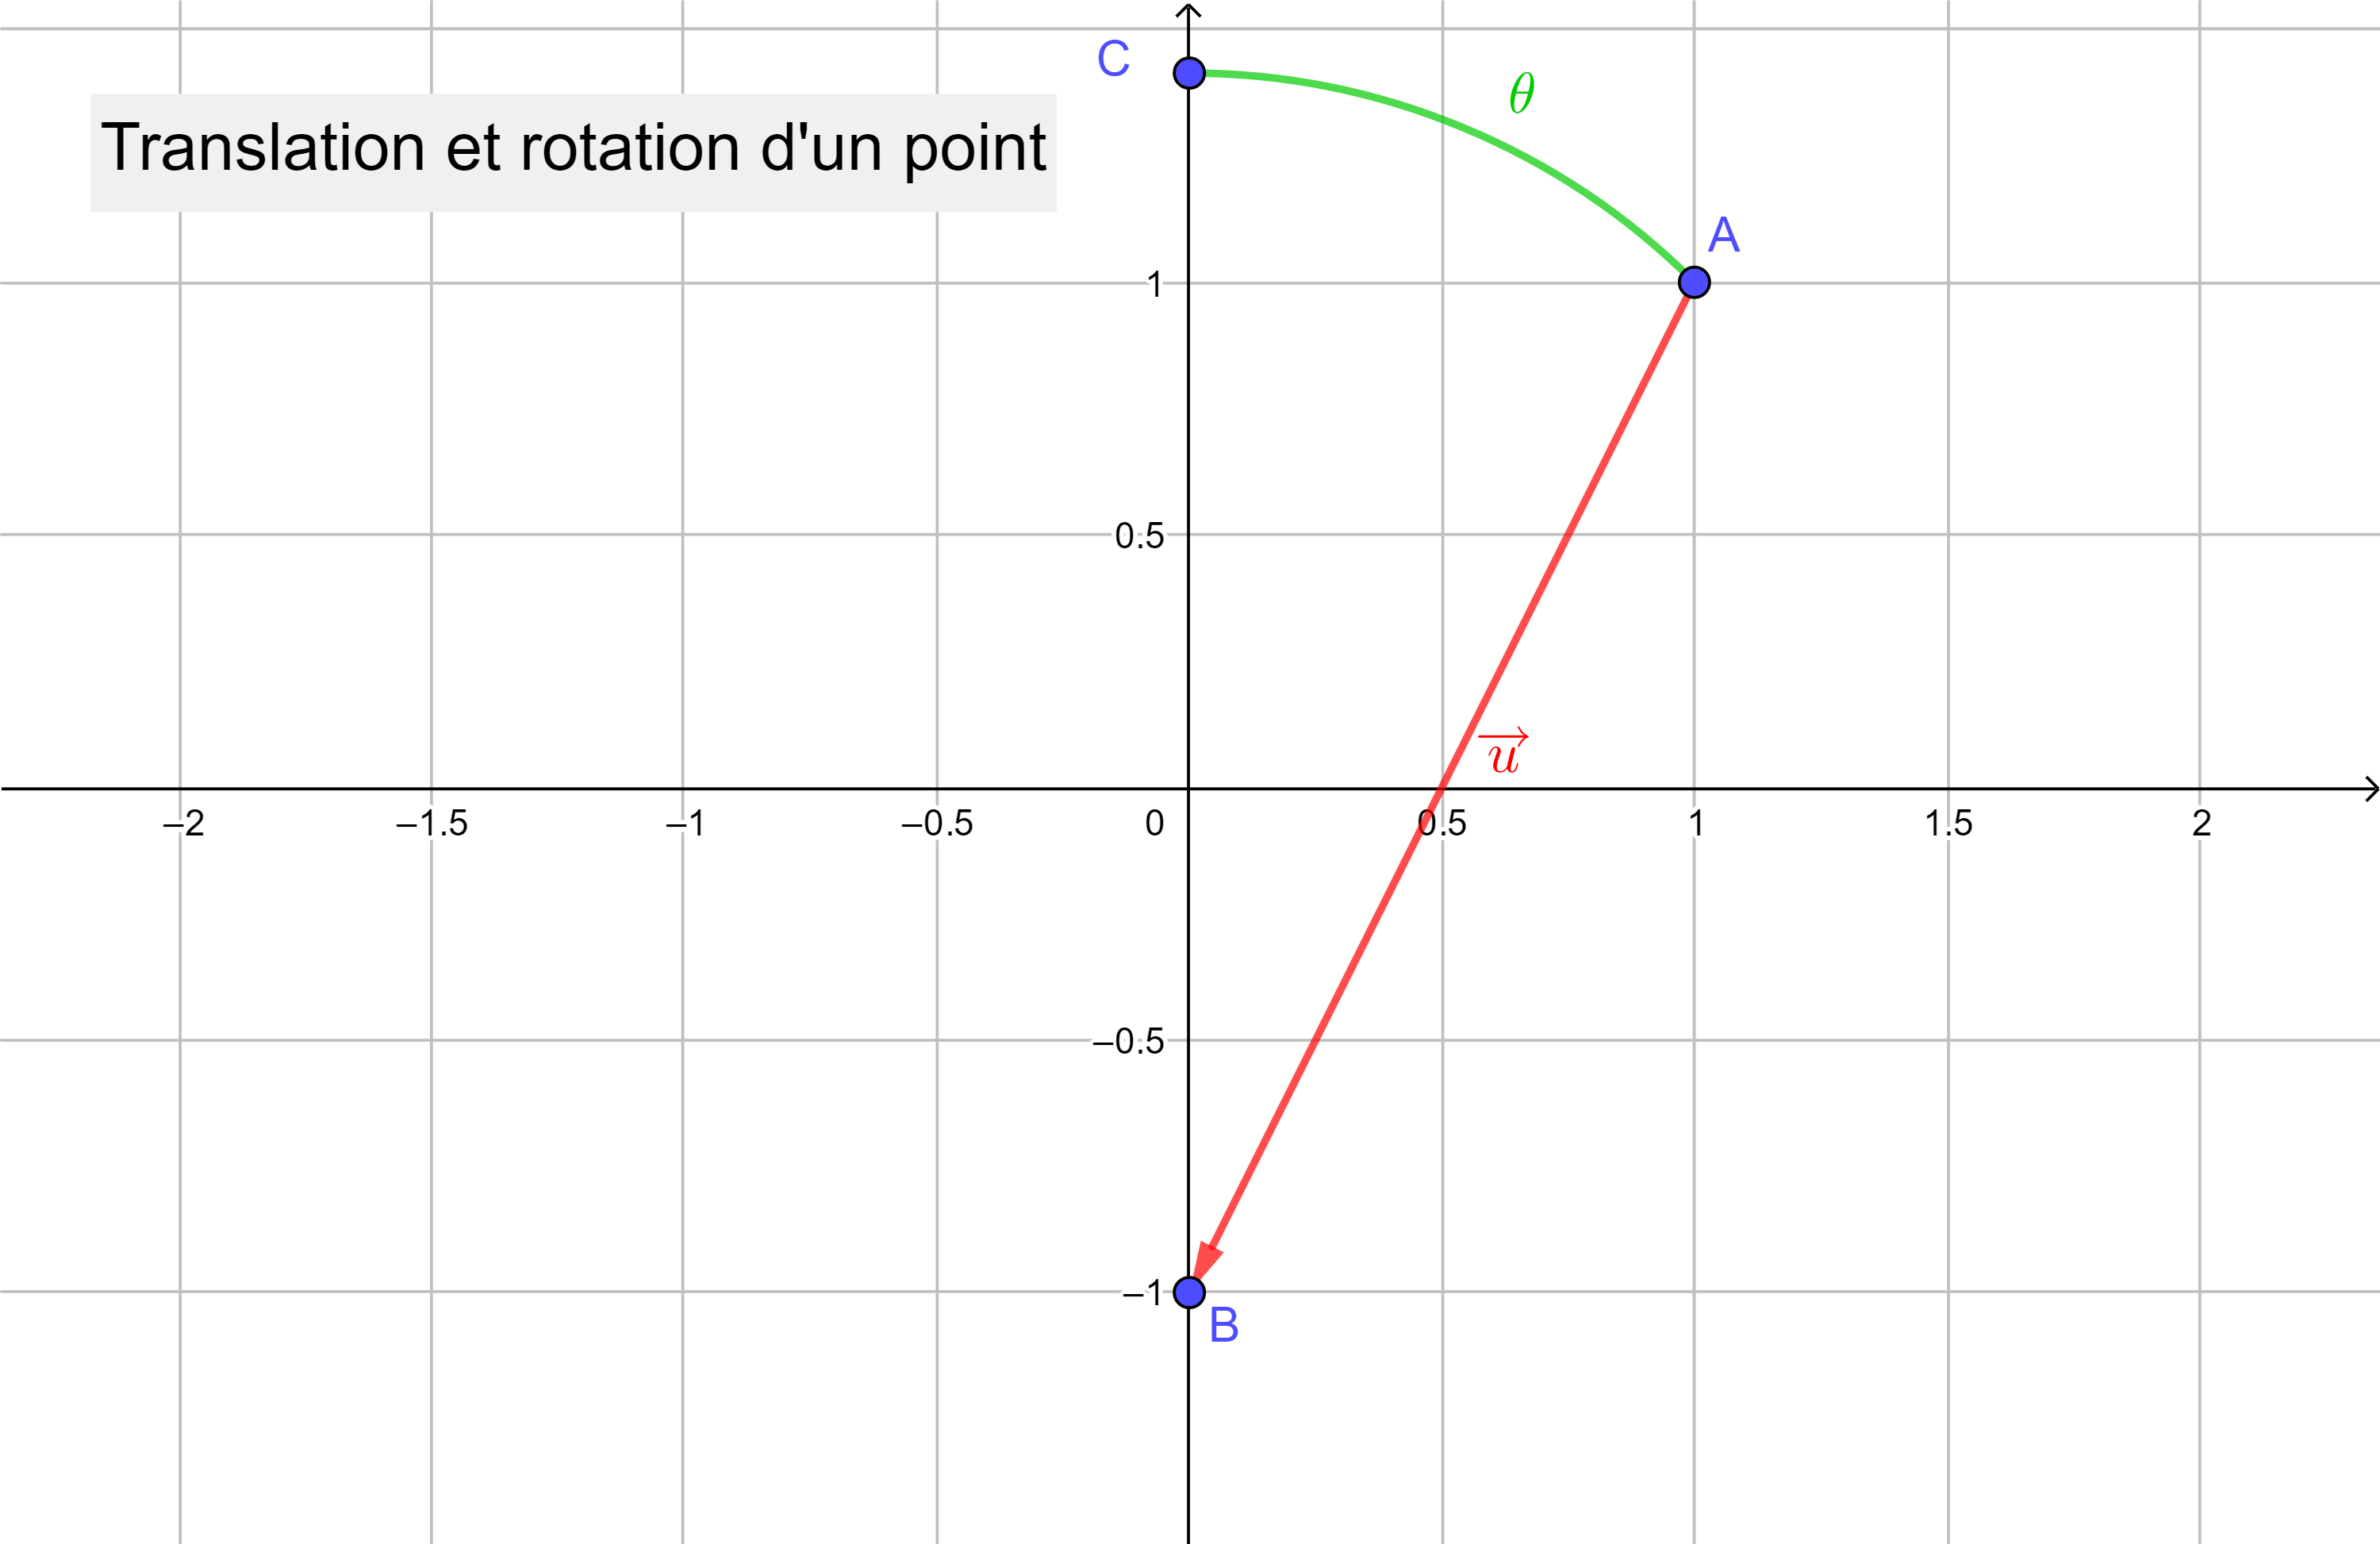 C
θ
Translation et rotation d'un point
A
1
0.5
u
–2 –1.5 –1 –0.5 0 0.5 1 1.5 2
–0.5
–1
B